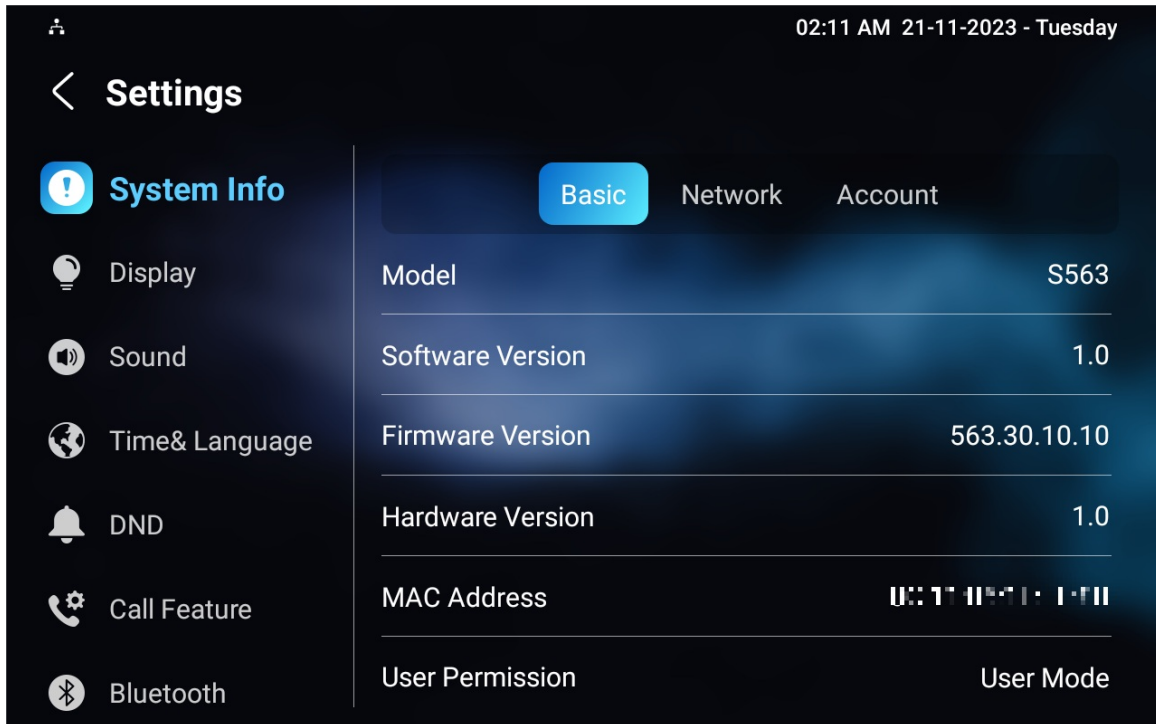 02:11 AM 21-11-2023 - Tuesday
Settings
System Info
Display
Sound
Time& Language
DND
Call Feature
Bluetooth
Basic Network Account
Model S563
Software Version 1.0
Firmware Version 563.30.10.10
Hardware Version 1.0
MAC Address
User Permission User Mode